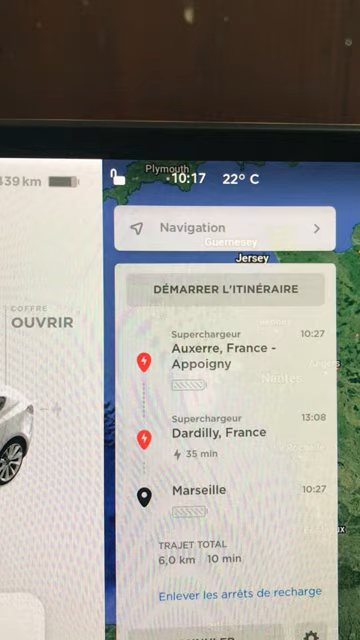 Plymouth
439 km
10:17 22° C
Navigation
Guernesey
Jersey
DÉMARRER L'ITINÉRAIRE
COFFRE
OUVRIR
Superchargeur 10:27
Auxerre, France -
Appoigny
Nantes
Superchargeur 13:08
Dardilly, France
35 min
Marseille 10:27
TRAJET TOTAL
6,0 km 10 min
Enlever les arrêts de recharge